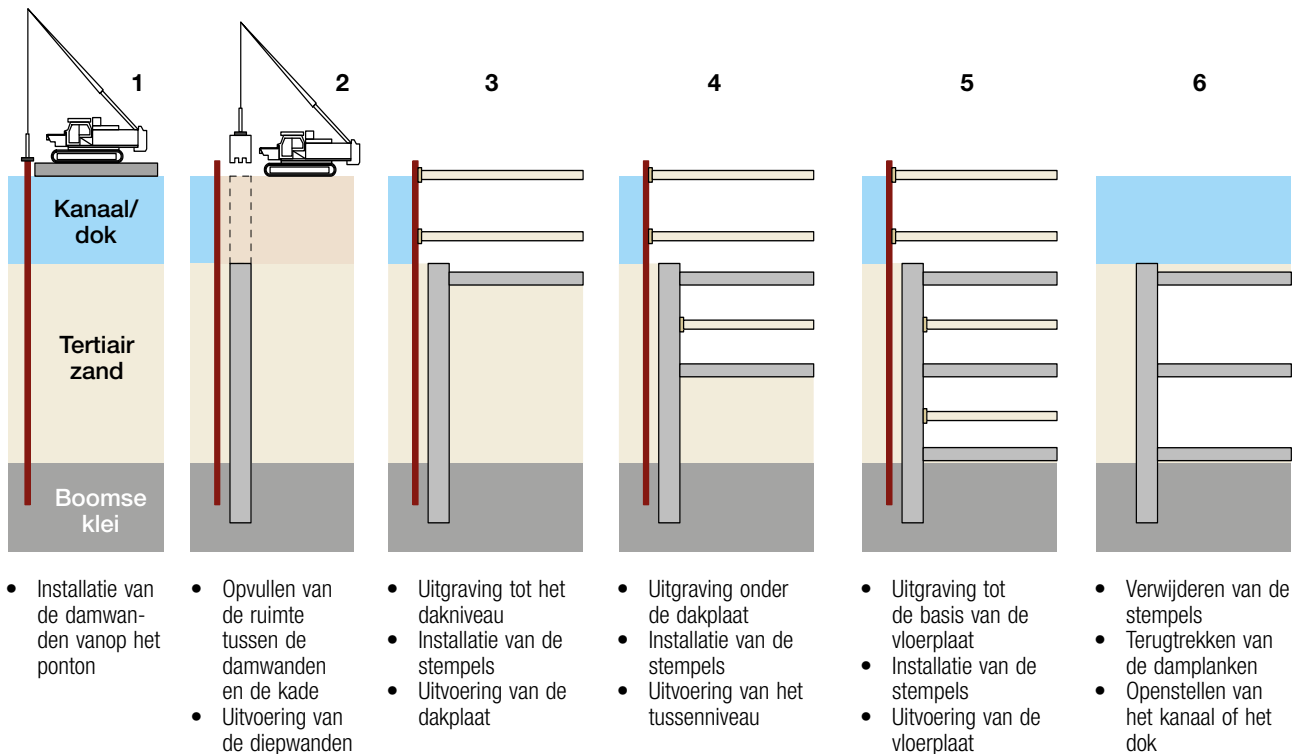 1
2
3
4
5
6
Kanaal/
dok
Tertiair
zand
Boomse
klei
• Installatie van
de damwan-
den vanop het
ponton
• Opvullen van
de ruimte
tussen de
damwanden
en de kade
• Uitvoering van
de diepwanden
• Uitgraving tot het
dakniveau
• Installatie van de
stempels
• Uitvoering van de
dakplaat
• Uitgraving onder
de dakplaat
• Installatie van de
stempels
• Uitvoering van het
tussenniveau
• Uitgraving tot
de basis van de
vloerplaat
• Installatie van de
stempels
• Uitvoering van de
vloerplaat
• Verwijderen van de
stempels
• Terugtrekken van
de damplanken
• Openstellen van
het kanaal of het
dok